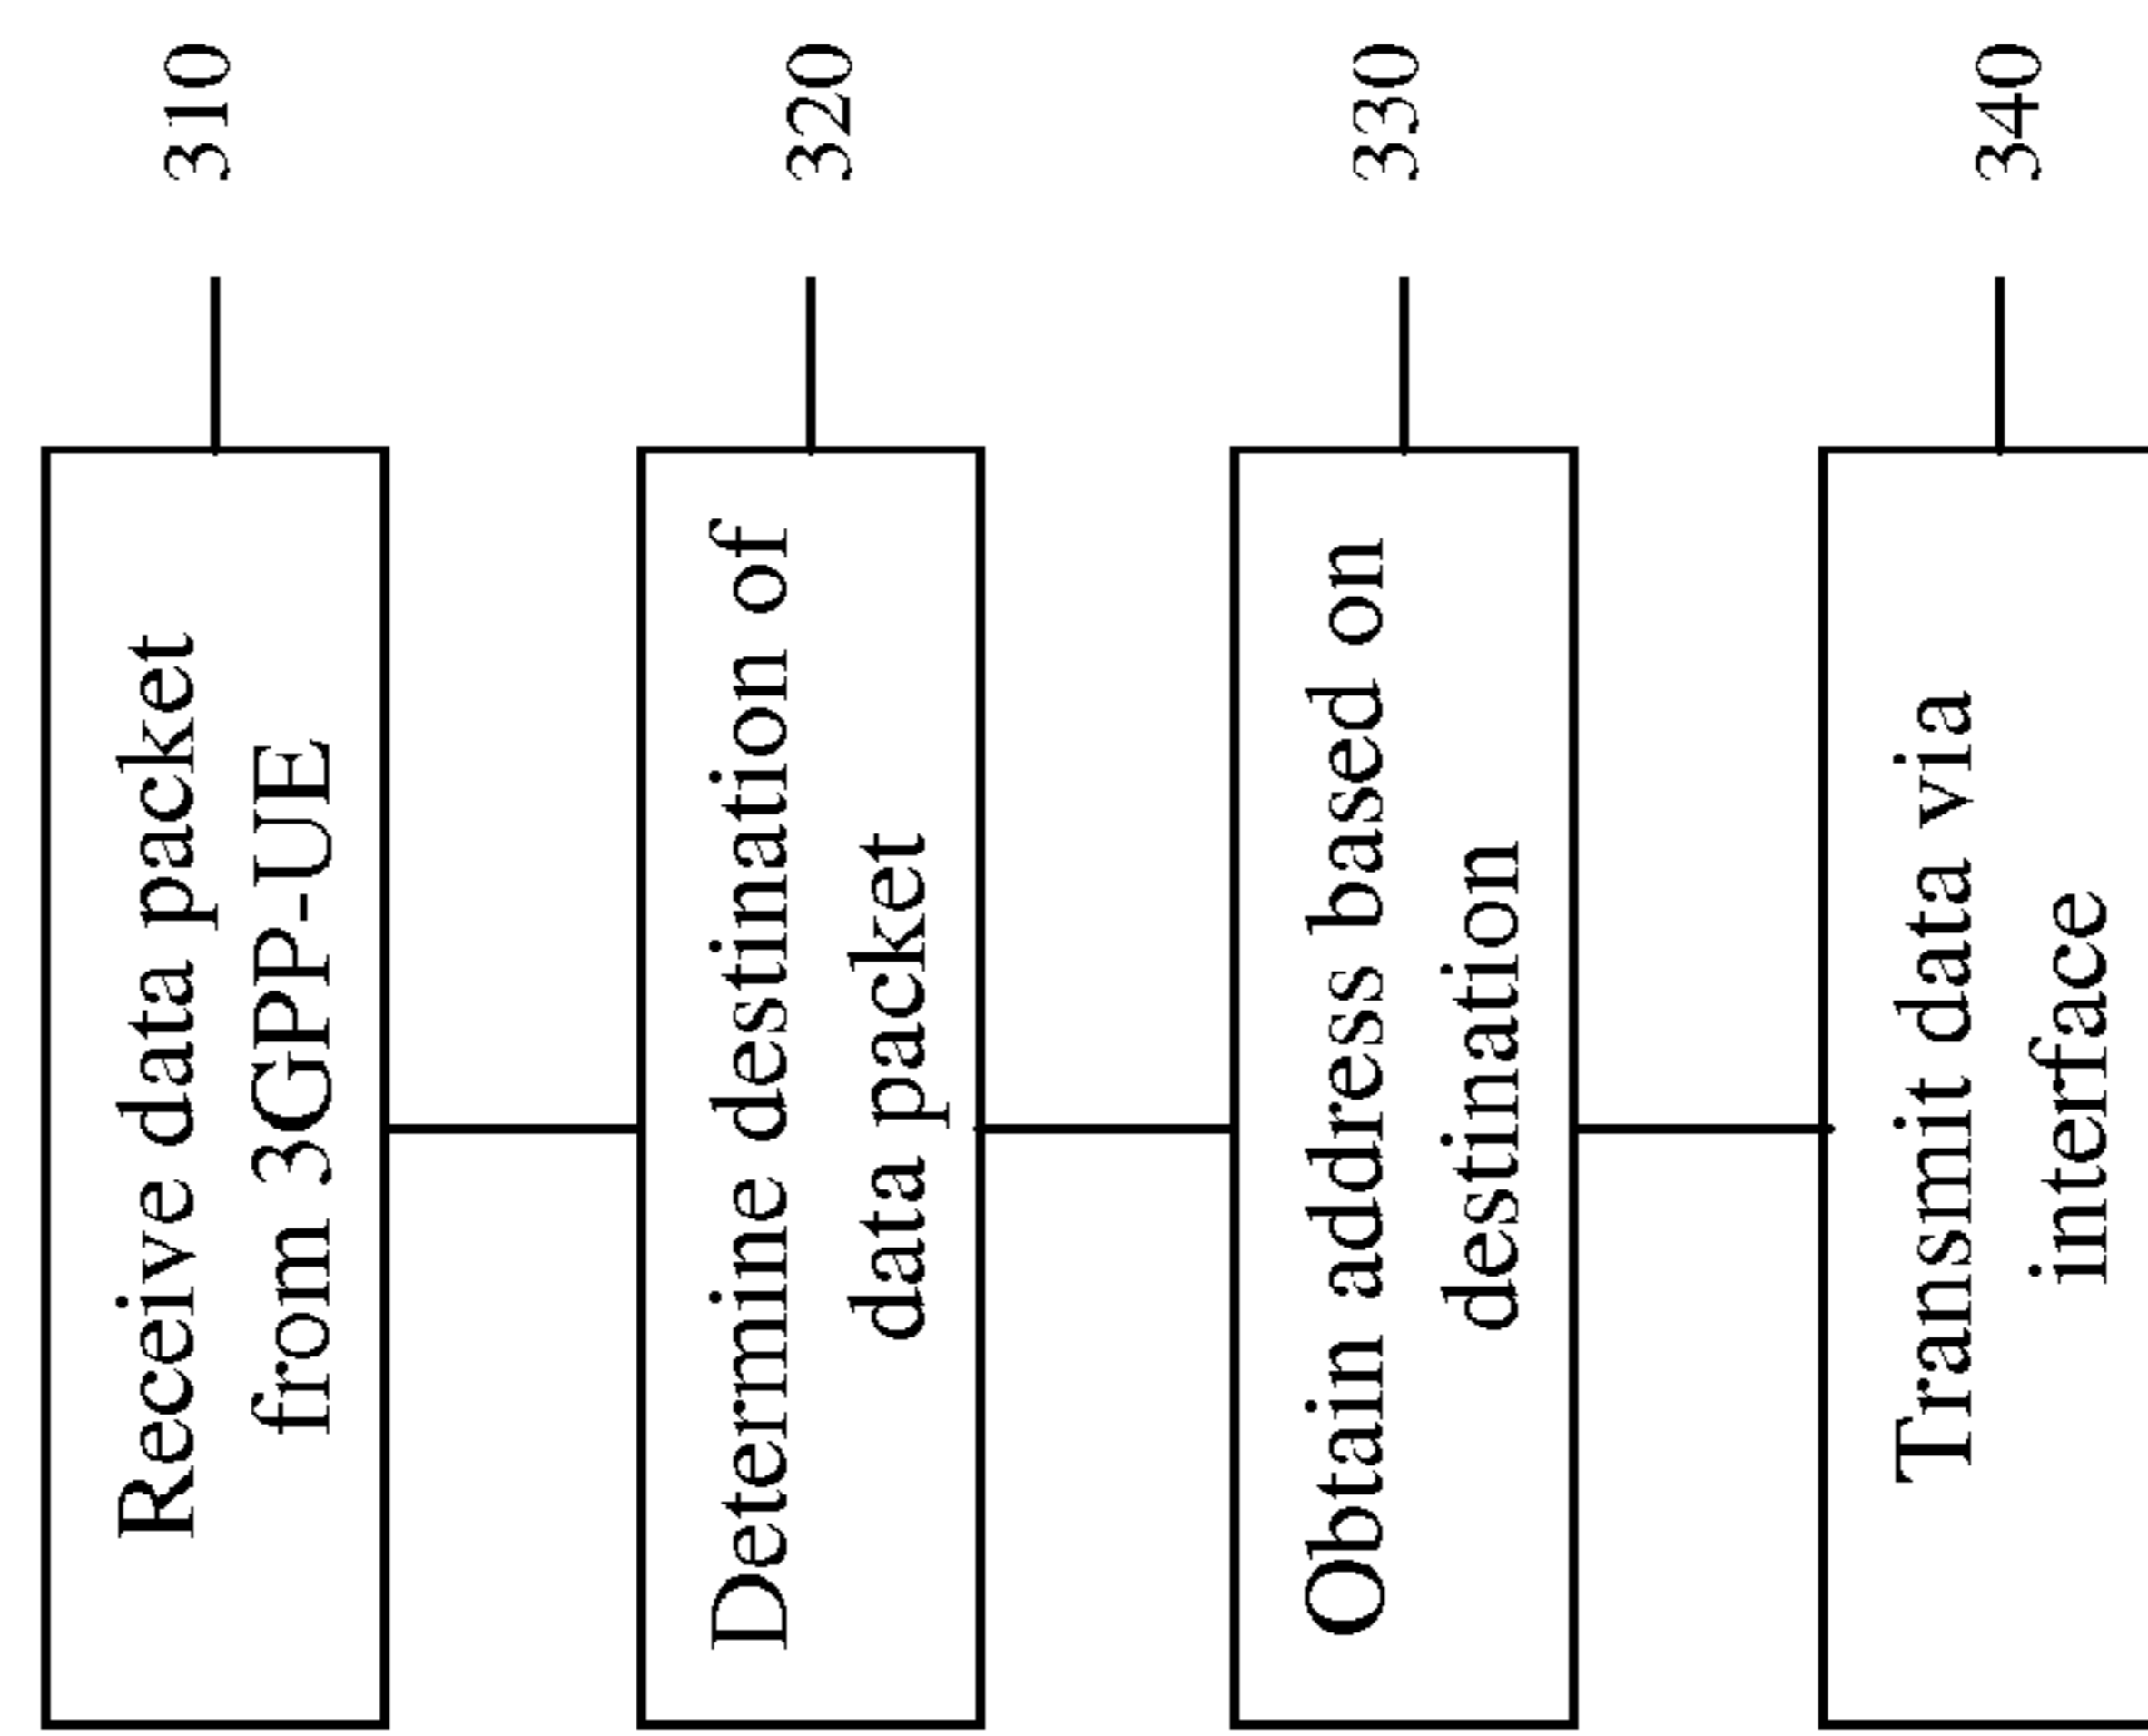 Receive data packet
from 3GPP-UE
310
Determine destination of
data packet
320
Obtain address based on
destination
330
Transmit data via
interface
340